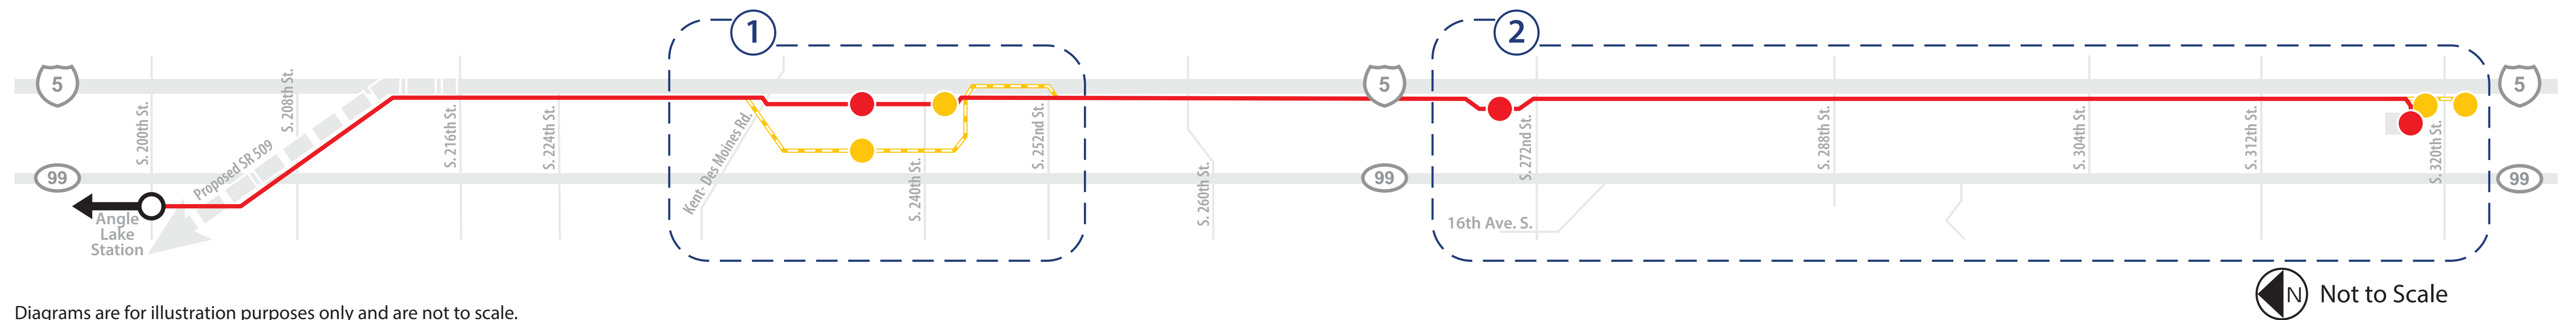 1
2
5
5
5
S. 200th St.
S. 208th St.
Proposed SR 509
S. 216th St.
S. 224th St.
Kent- Des Moines Rd.
S. 240th St.
S. 252nd St.
S. 260th St.
S. 272nd St.
S. 288th St.
S. 304th St.
S. 312th St.
S. 320th St.
99
99
99
Angle
Lake
Station
16th Ave. S.
N
Not to Scale
Diagrams are for illustration purposes only and are not to scale.